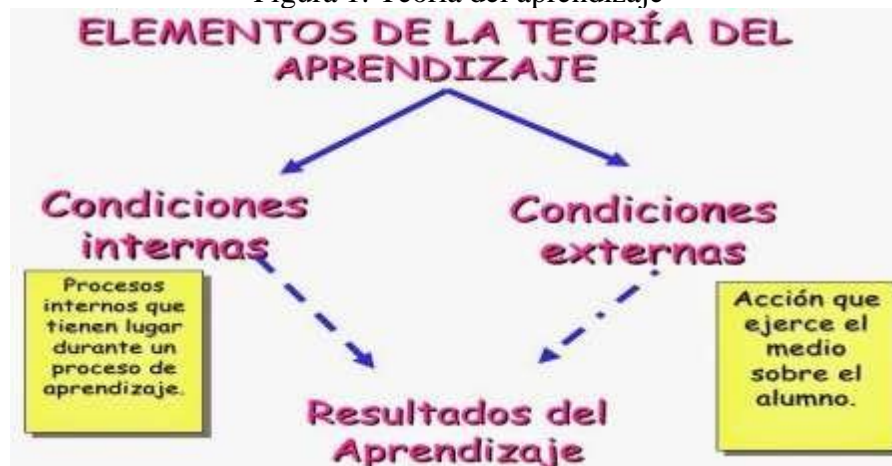 Figura 1. Teoría del aprendizaje
ELEMENTOS DE LA TEORÍA DEL
APRENDIZAJE
Condiciones
internas
Condiciones
externas
Procesos
internos que
tienen lugar
durante un
proceso de
aprendizaje.
Acción que
ejerce el
medio
sobre el
alumno.
Resultados del
Aprendizaje